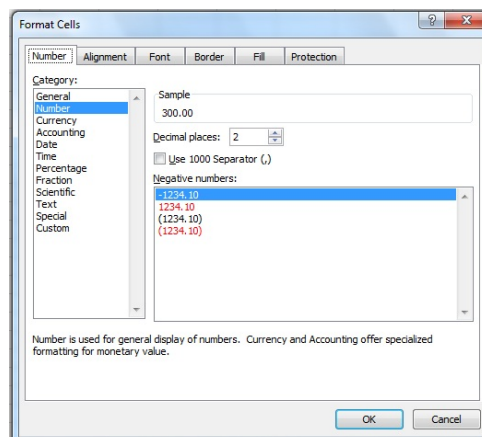 Format Cells
Number Alignment Font Border Fill Protection
Category:
General
Number
Currency
Accounting
Date
Time
Percentage
Fraction
Scientific
Text
Special
Custom
Sample
300.00
Decimal places: 2
Use 1000 Separator (,)
Negative numbers:
-1234.10
1234.10
(1234.10)
(1234.10)
Number is used for general display of numbers. Currency and Accounting offer specialized
formatting for monetary value.
OK Cancel